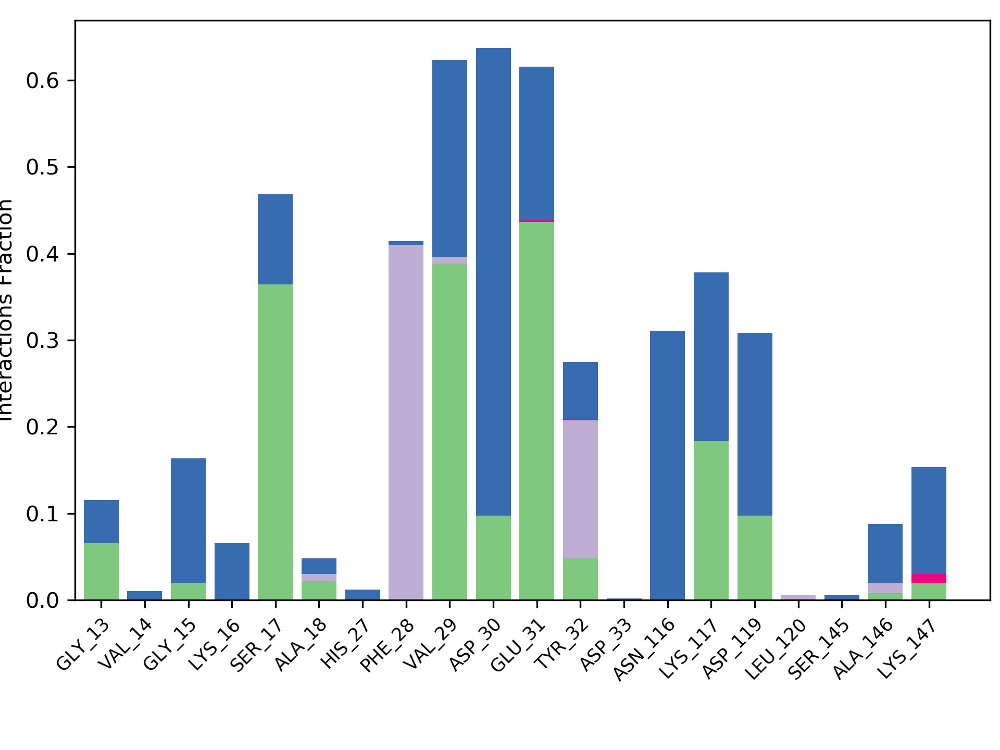 Interactions Fraction
0.6
0.5
0.4
0.3
0.2
0.1
0.0
GLY_13
VAL_14
GLY_15
LYS_16
SER_17
ALA_18
HIS_27
PHE_28
VAL_29
ASP_30
GLU_31
TYR_32
ASP_33
ASN_116
LYS_117
ASP_119
LEU_120
SER_145
ALA_146
LYS_147